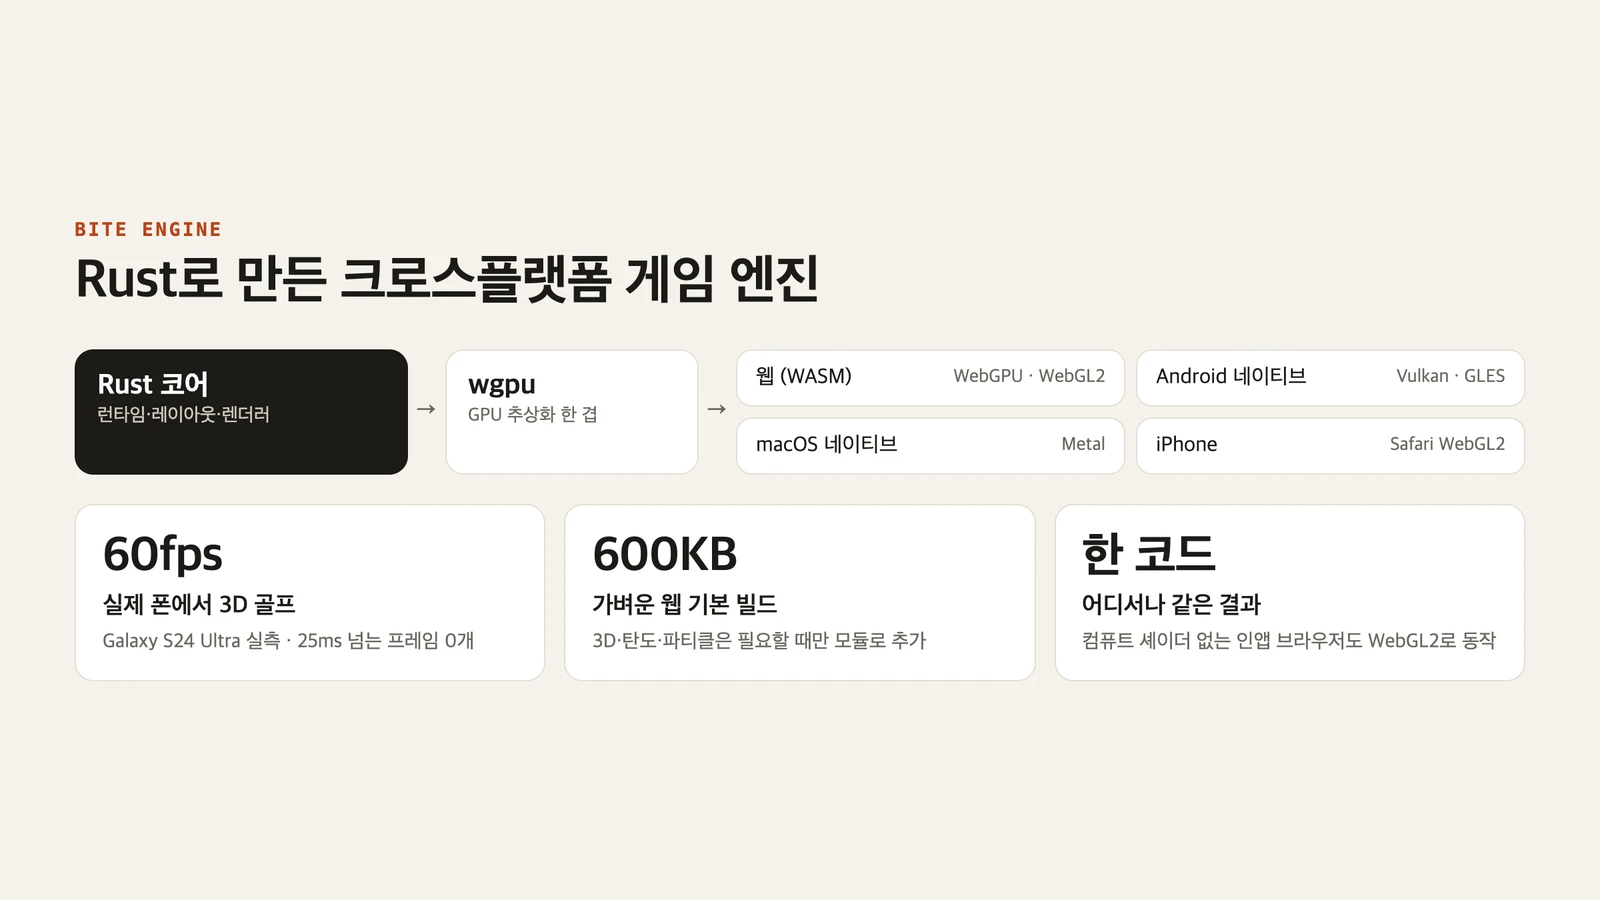 BITE ENGINE
Rust로 만든 크로스플랫폼 게임 엔진
Rust 코어
런타임·레이아웃·렌더러
→
wgpu
GPU 추상화 한 겹
→
웹 (WASM) WebGPU · WebGL2
Android 네이티브 Vulkan · GLES
macOS 네이티브 Metal
iPhone Safari WebGL2
60fps
실제 폰에서 3D 골프
Galaxy S24 Ultra 실측 · 25ms 넘는 프레임 0개
600KB
가벼운 웹 기본 빌드
3D·탄도·파티클은 필요할 때만 모듈로 추가
한 코드
어디서나 같은 결과
컴퓨트 셰이더 없는 인앱 브라우저도 WebGL2로 동작